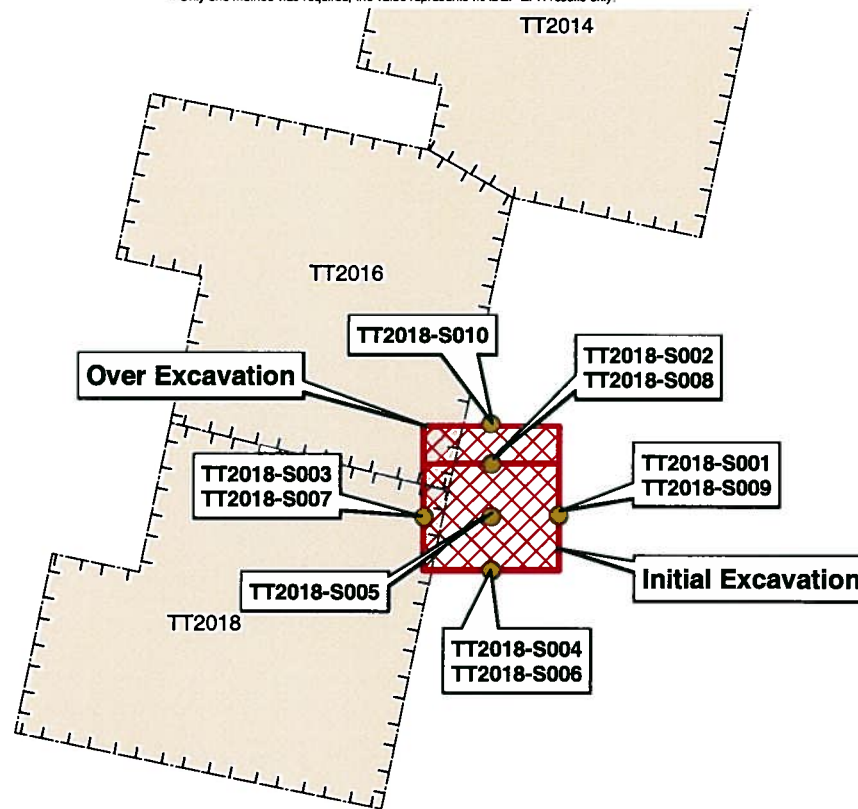 TT2014
TT2016
TT2018-S010
TT2018-S002
TT2018-S008
Over Excavation
TT2018-S003
TT2018-S007
TT2018-S001
TT2018-S009
TT2018-S005
Initial Excavation
TT2018
TT2018-S004
TT2018-S006